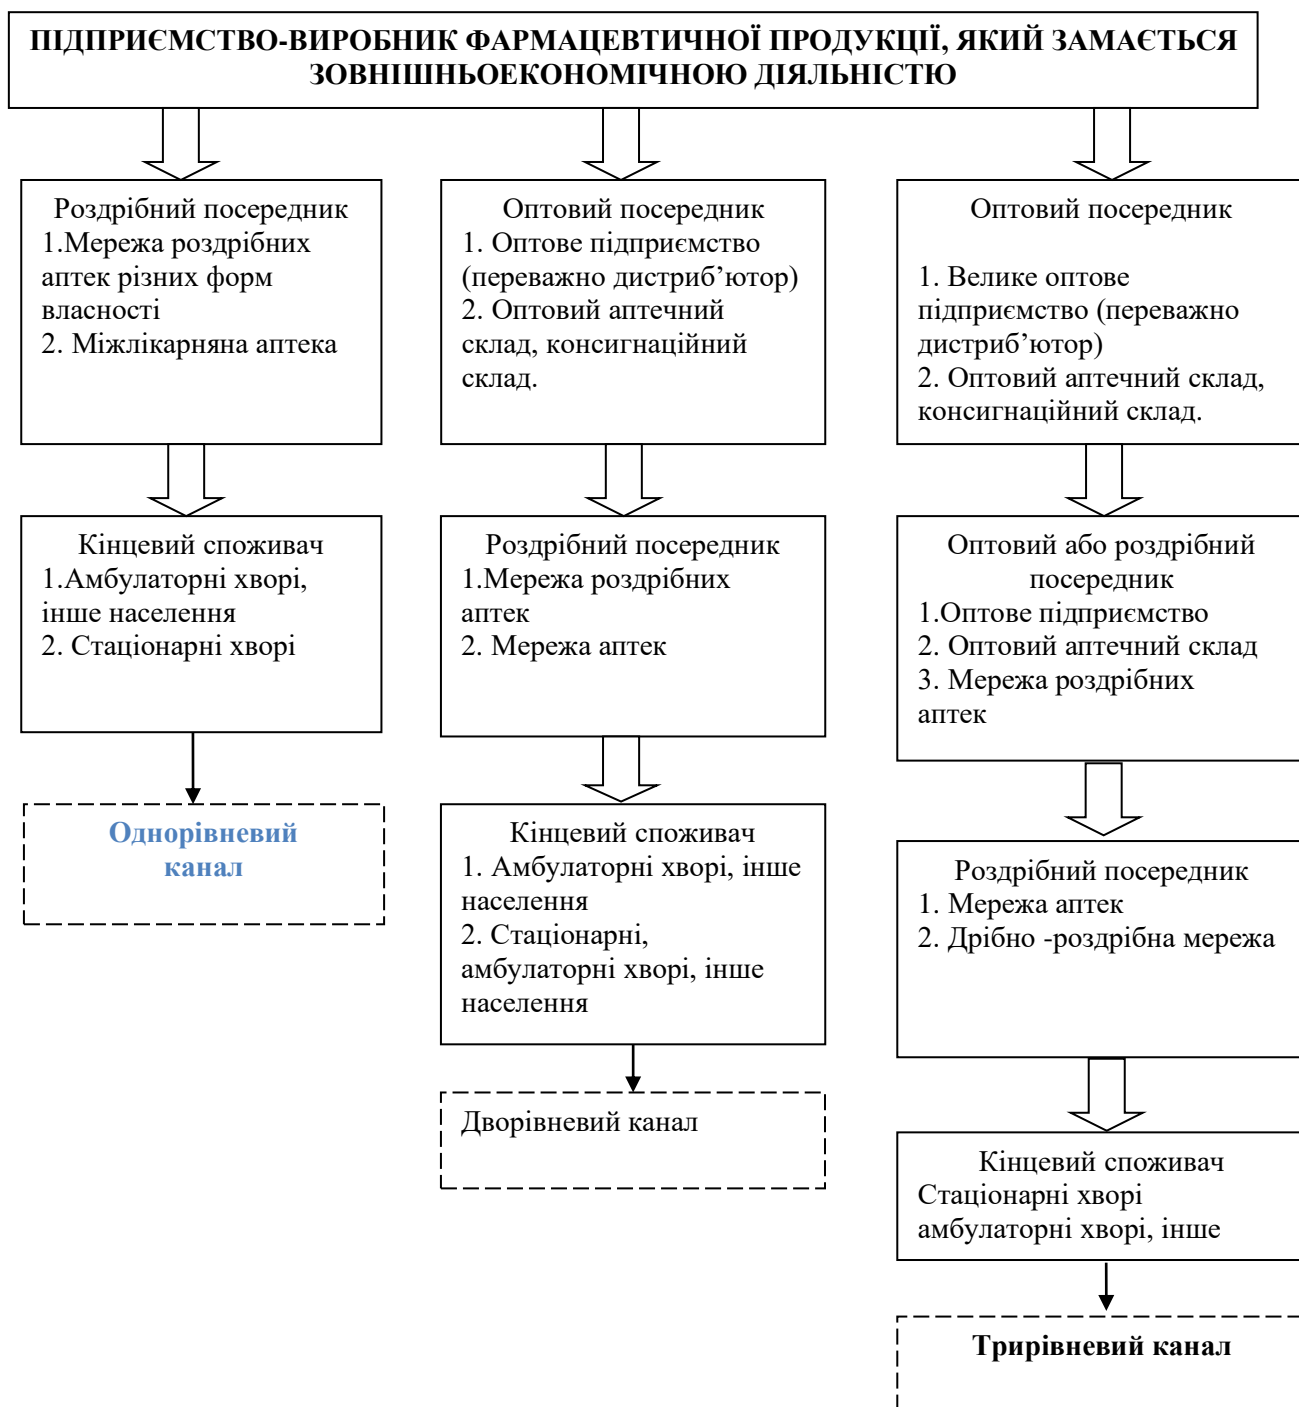 ПІДПРИЄМСТВО-ВИРОБНИК ФАРМАЦЕВТИЧНОЇ ПРОДУКЦІЇ, ЯКИЙ ЗАМАЄТЬСЯ
ЗОВНІШНЬОЕКОНОМІЧНОЮ ДІЯЛЬНІСТЮ
Роздрібний посередник
1.Мережа роздрібних
аптек різних форм
власності
2. Міжлікарняна аптека
Кінцевий споживач
1.Амбулаторні хворі,
інше населення
2. Стаціонарні хворі
Однорівневий
канал
Оптовий посередник
1. Оптове підприємство
(переважно дистриб’ютор)
2. Оптовий аптечний
склад, консигнаційний
склад.
Роздрібний посередник
1.Мережа роздрібних
аптек
2. Мережа аптек
Кінцевий споживач
1. Амбулаторні хворі, інше
населення
2. Стаціонарні,
амбулаторні хворі, інше
населення
Дворівневий канал
Оптовий посередник
1. Велике оптове
підприємство (переважно
дистриб’ютор)
2. Оптовий аптечний склад,
консигнаційний склад.
Оптовий або роздрібний
посередник
1.Оптове підприємство
2. Оптовий аптечний склад
3. Мережа роздрібних
аптек
Роздрібний посередник
1. Мережа аптек
2. Дрібно -роздрібна мережа
Кінцевий споживач
Стаціонарні хворі
амбулаторні хворі, інше
Трирівневий канал